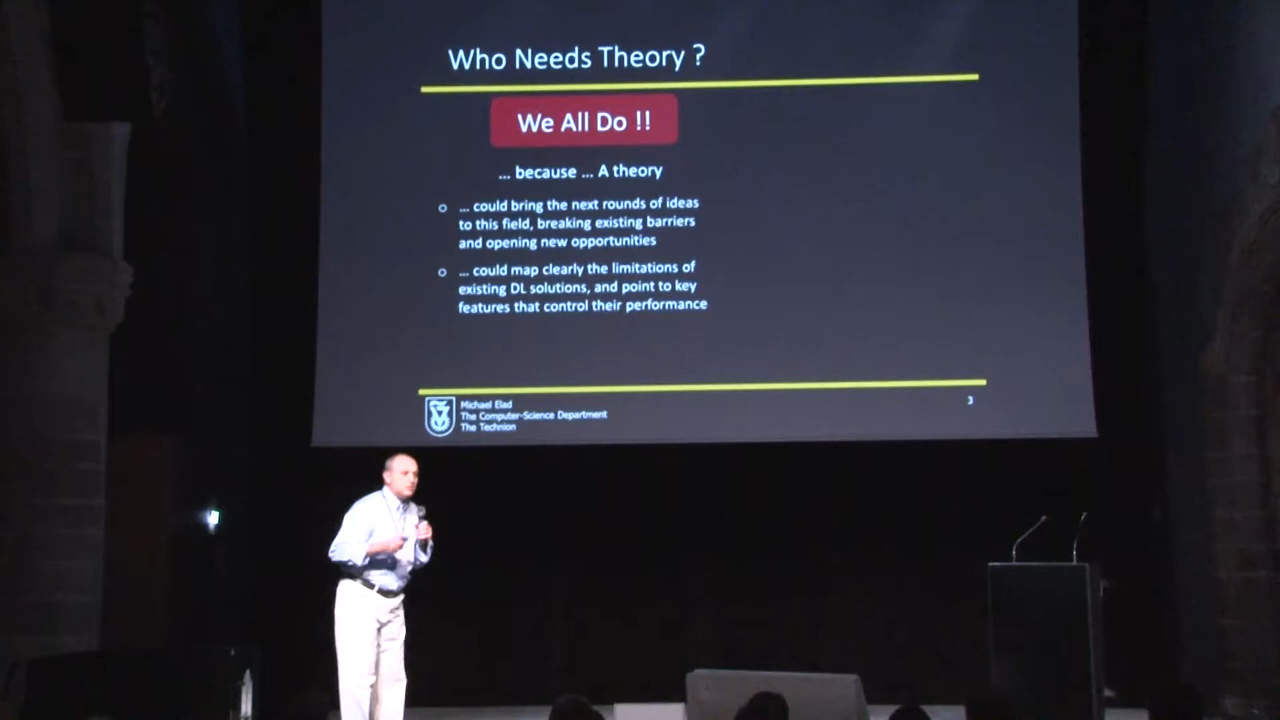 Who Needs Theory ?
We All Do !!
... because ... A theory
... could bring the next rounds of ideas
to this field, breaking existing barriers
and opening new opportunities
... could map clearly the limitations of
existing DL solutions, and point to key
features that control their performance
Michael Elad
The Computer-Science Department
The Technion
3